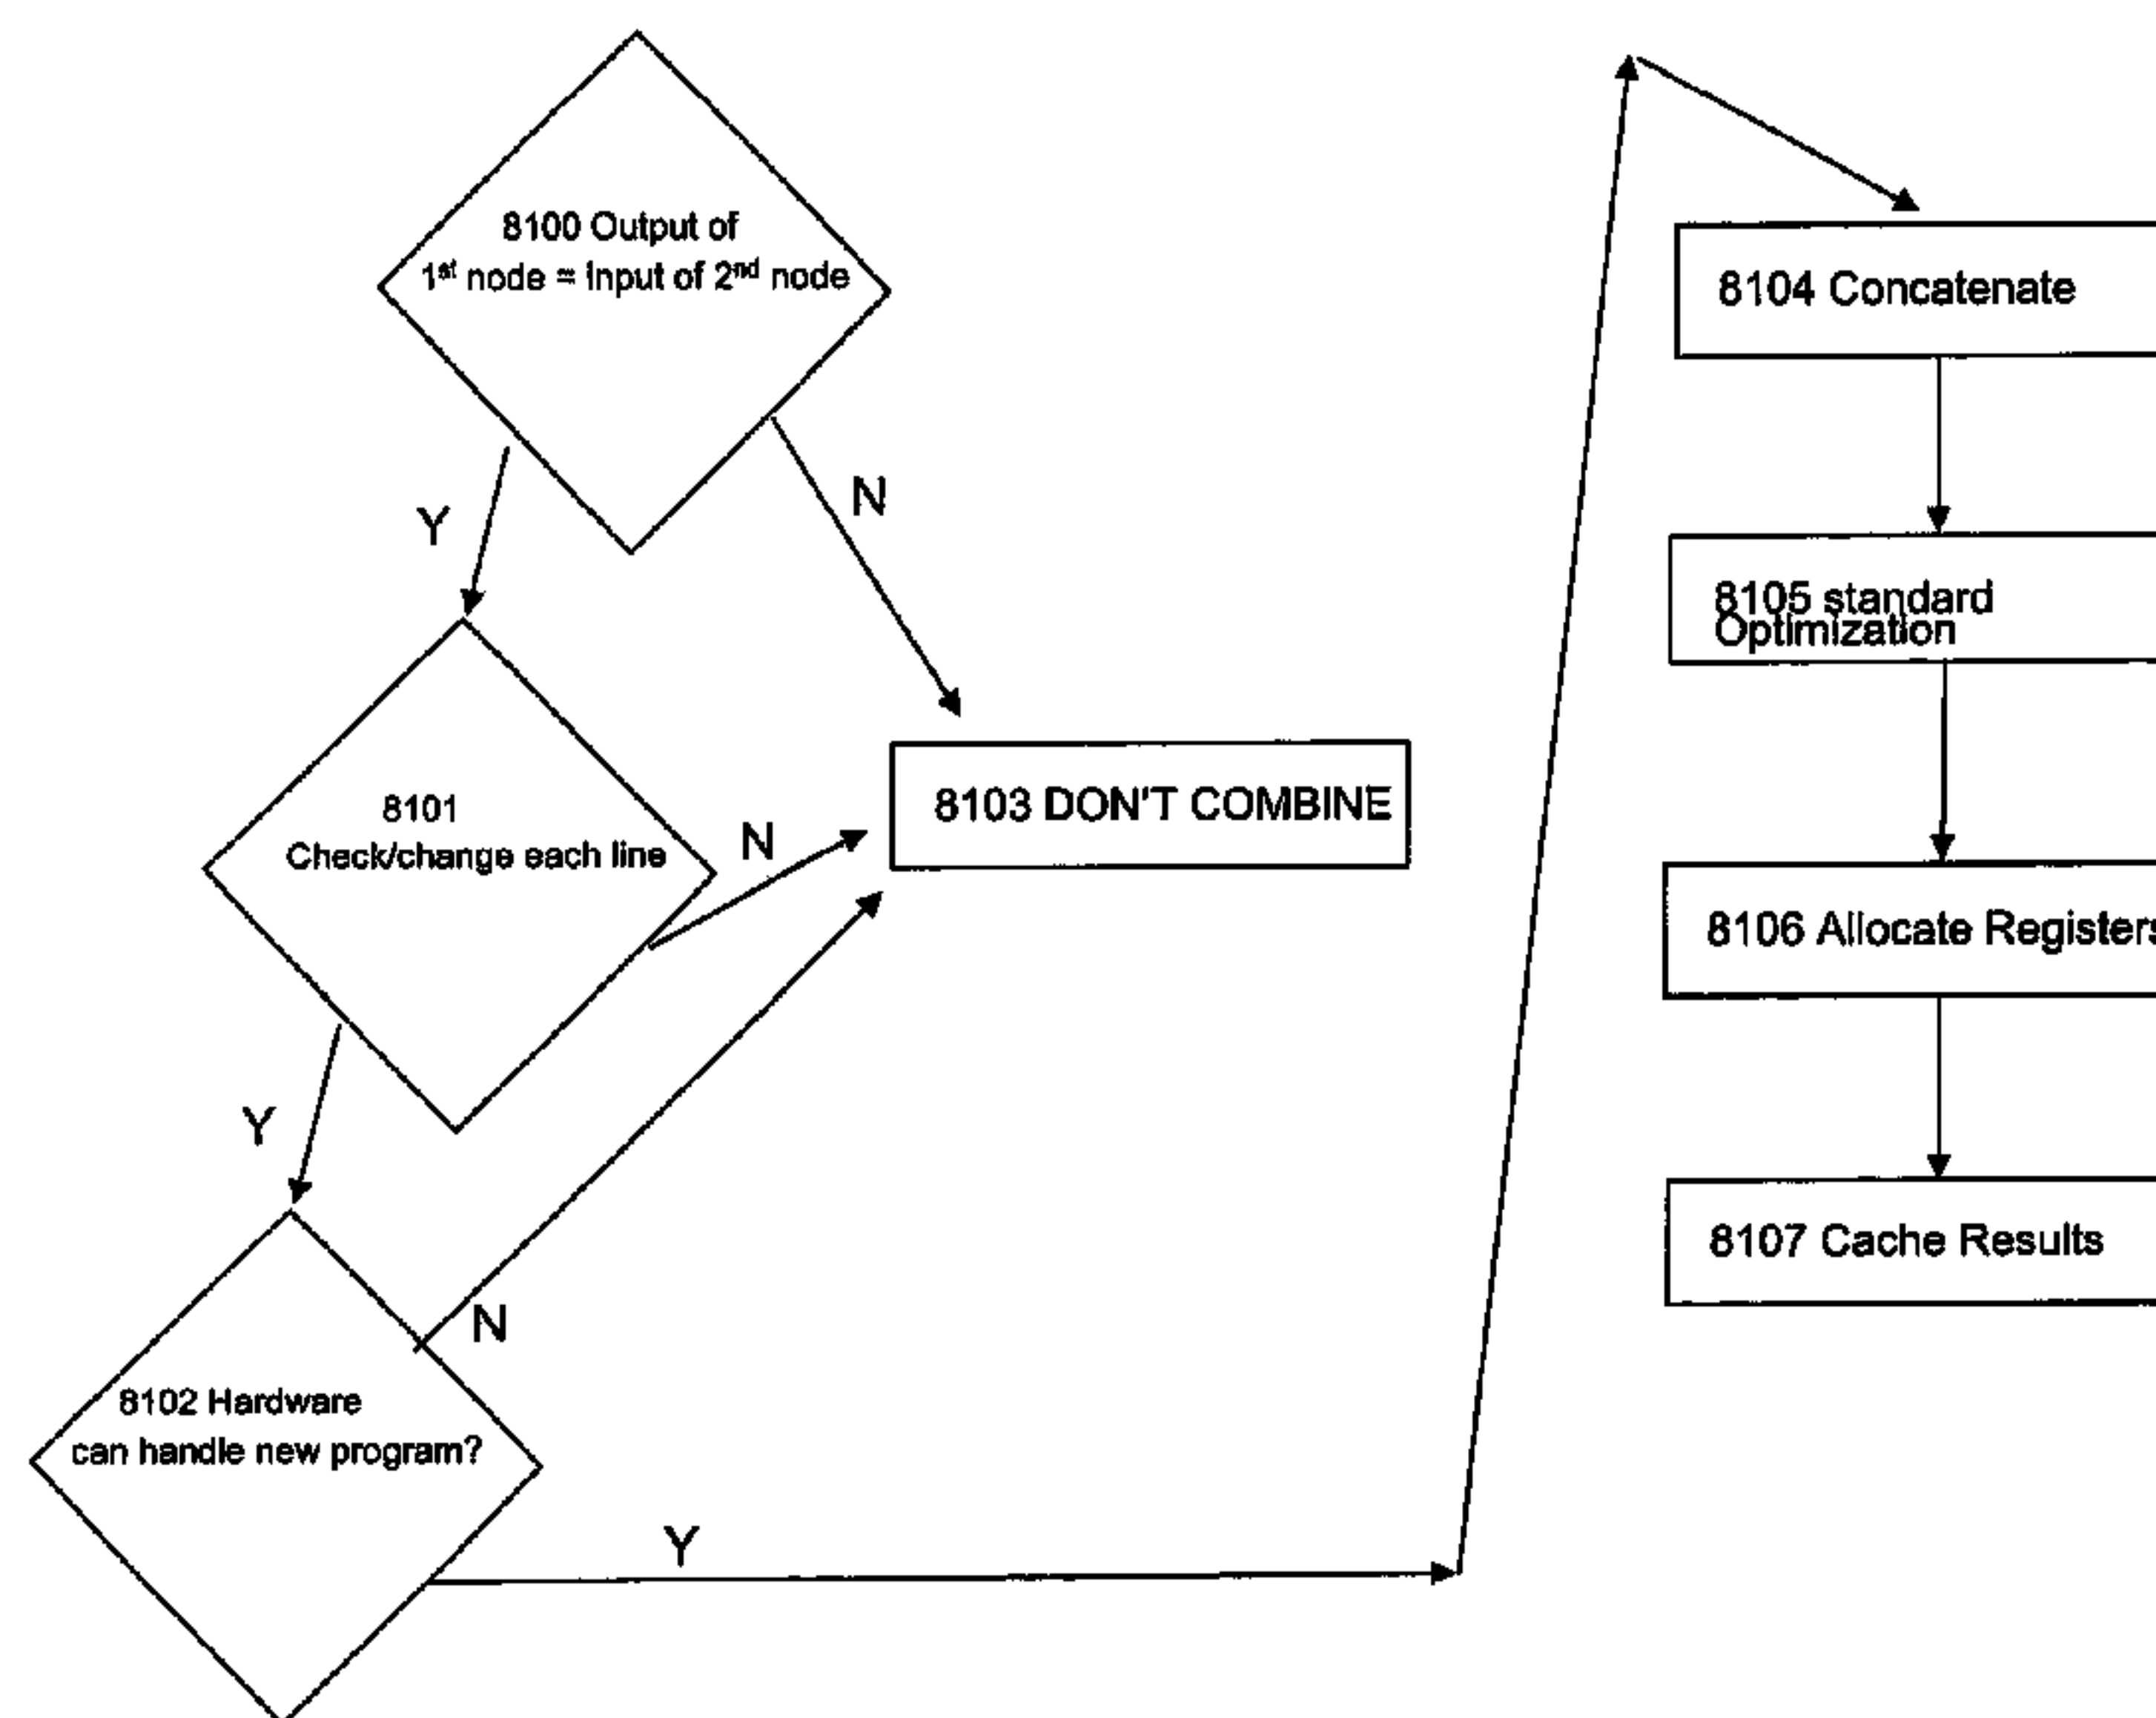 8100 Output of
1st node = Input of 2nd node
Y
N
8101
Check/change each line
N
8103 DON'T COMBINE
Y
N
8102 Hardware
can handle new program?
Y
8104 Concatenate
8105 standard
Optimization
8106 Allocate Registers
8107 Cache Results